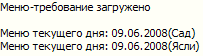 Меню-требование загружено
Меню текущего дня: 09.06.2008(Сад)
Меню текущего дня: 09.06.2008(Ясли)